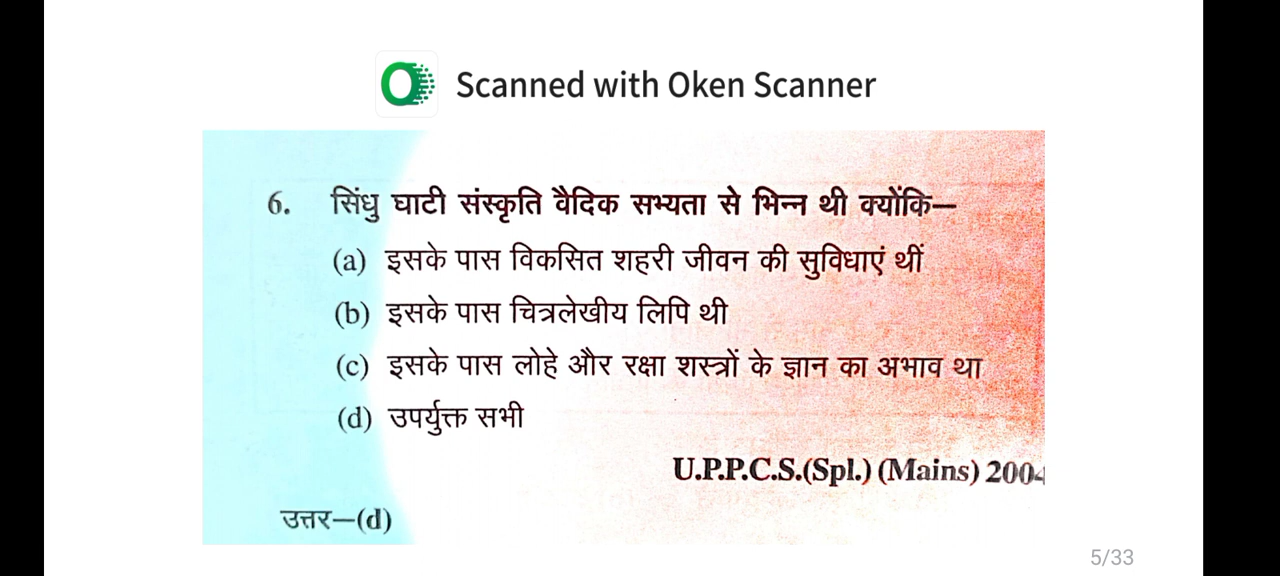 Scanned with Oken Scanner
6. सिंधु घाटी संस्कृति वैदिक सभ्यता से भिन्न थी क्योंकि—
(a) इसके पास विकसित शहरी जीवन की सुविधाएं थीं
(b) इसके पास चित्रलेखीय लिपि थी
(c) इसके पास लोहे और रक्षा शस्त्रों के ज्ञान का अभाव था
(d) उपर्युक्त सभी
U.P.P.C.S.(Spl.) (Mains) 2004
उत्तर—(d)
5/33